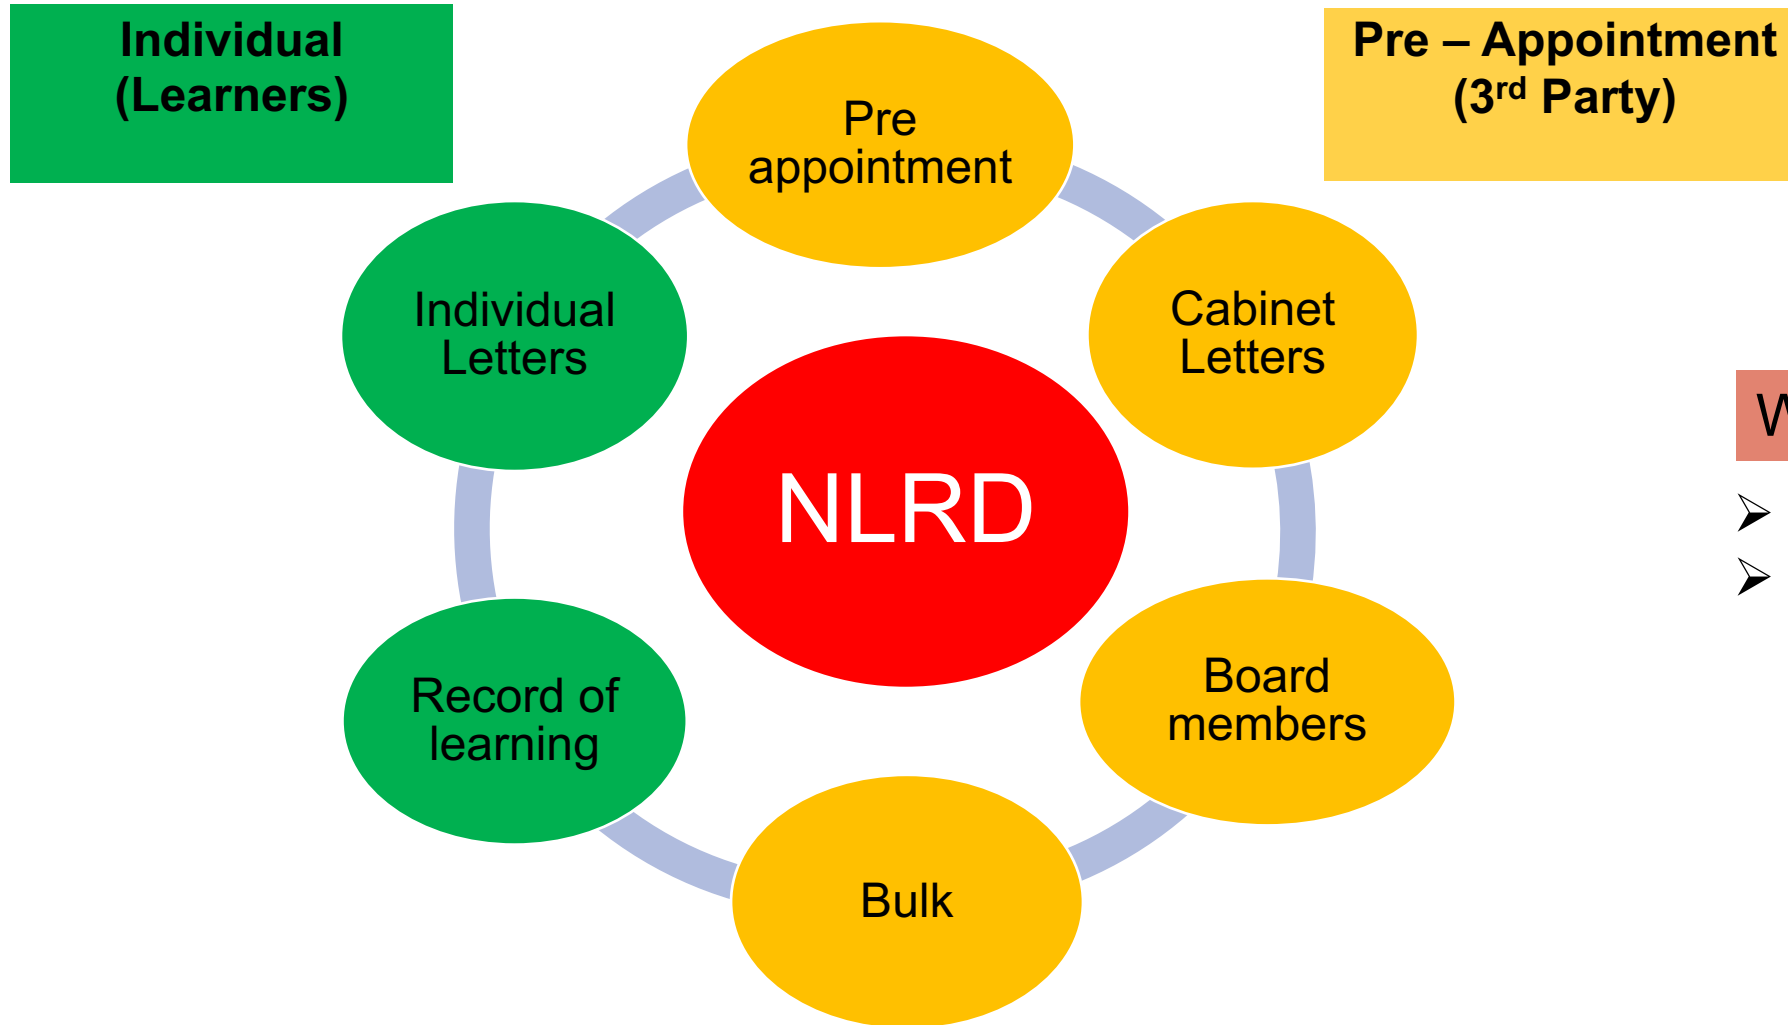 Individual
(Learners)
Pre – Appointment
(3rd Party)
Pre
appointment
Individual
Letters
Cabinet
Letters
NLRD
Record of
learning
Board
members
Bulk